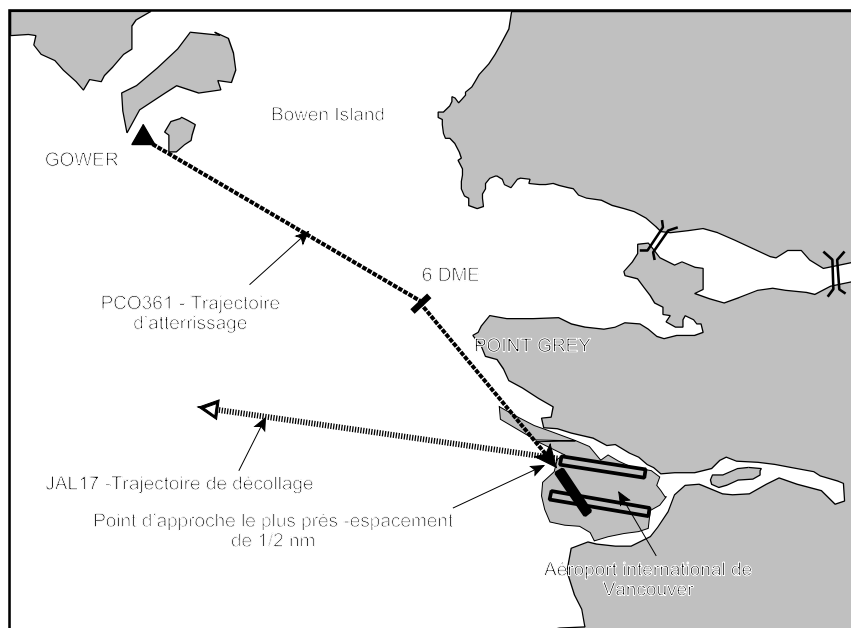 Bowen Island
GOWER
6 DME
PCO361 - Trajectoire
d'atterrissage
POINT GREY
JAL17 -Trajectoire de décollage
Point d'approche le plus près -espacement
de 1/2 nm
Aéroport international de
Vancouver